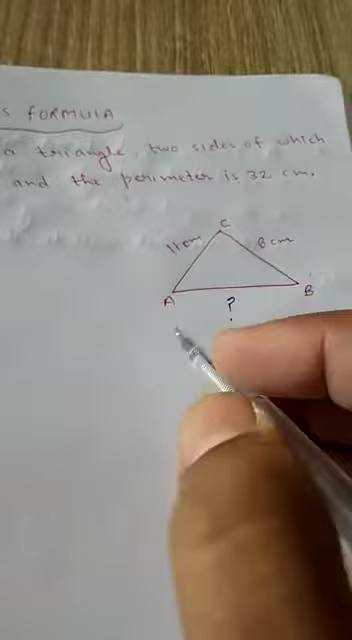 S FORMULA
a triangle, two sides of which
and the perimeter is 32 cm.
C
11 cm 8 cm
A B
?